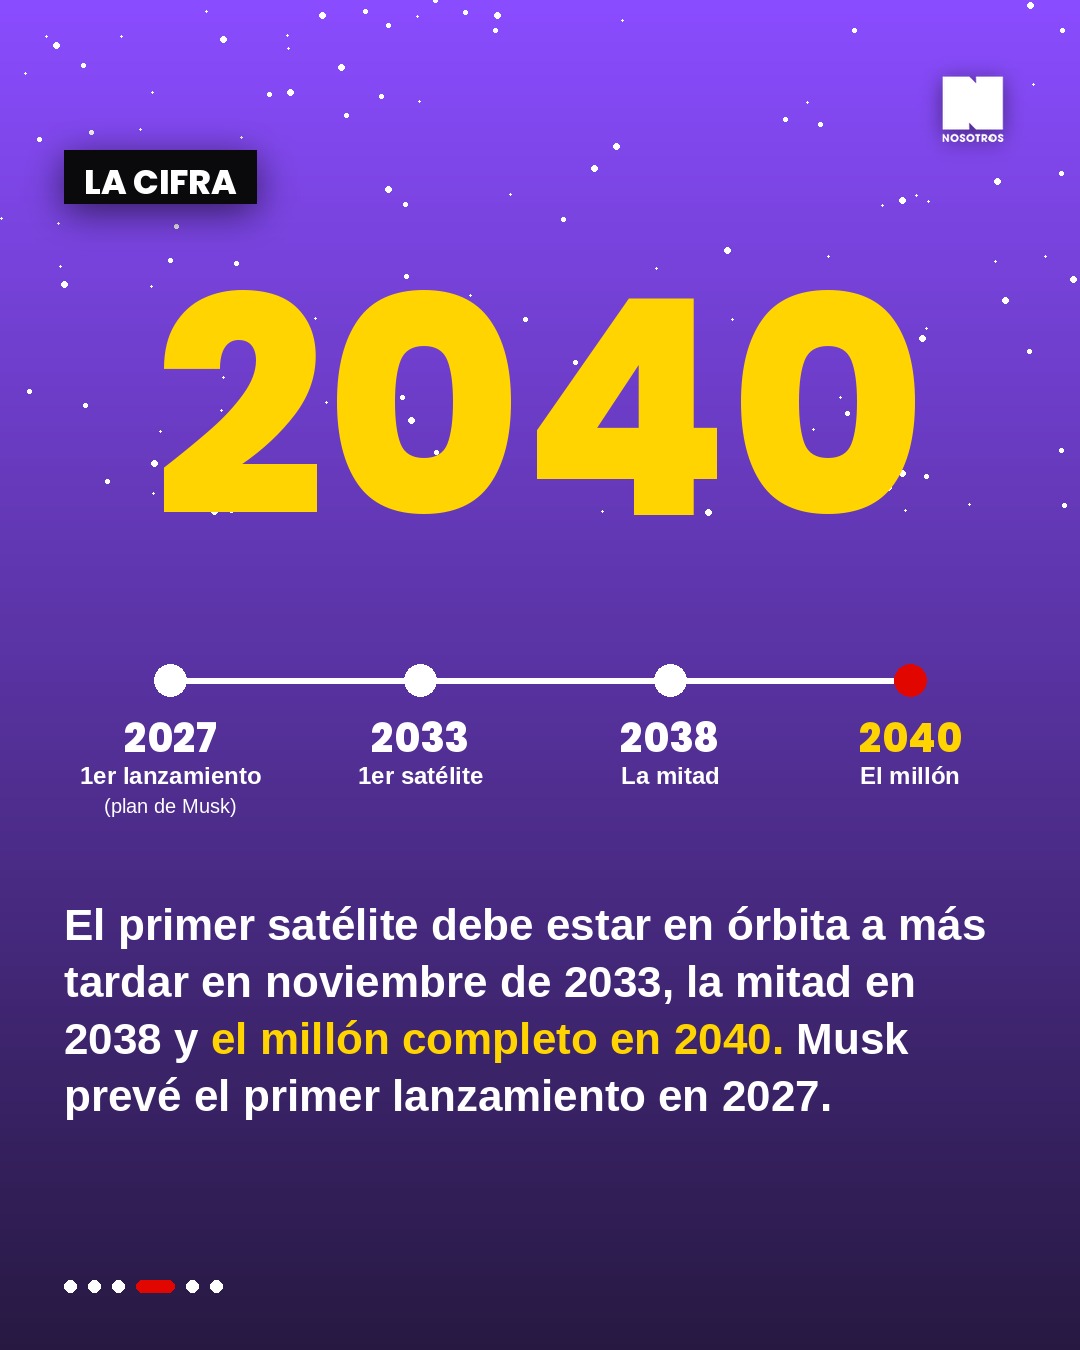 NOSOTROS
LA CIFRA
2040
2027 2033 2038 2040
1er lanzamiento 1er satélite La mitad El millón
(plan de Musk)
El primer satélite debe estar en órbita a más
tardar en noviembre de 2033, la mitad en
2038 y el millón completo en 2040. Musk
prevé el primer lanzamiento en 2027.